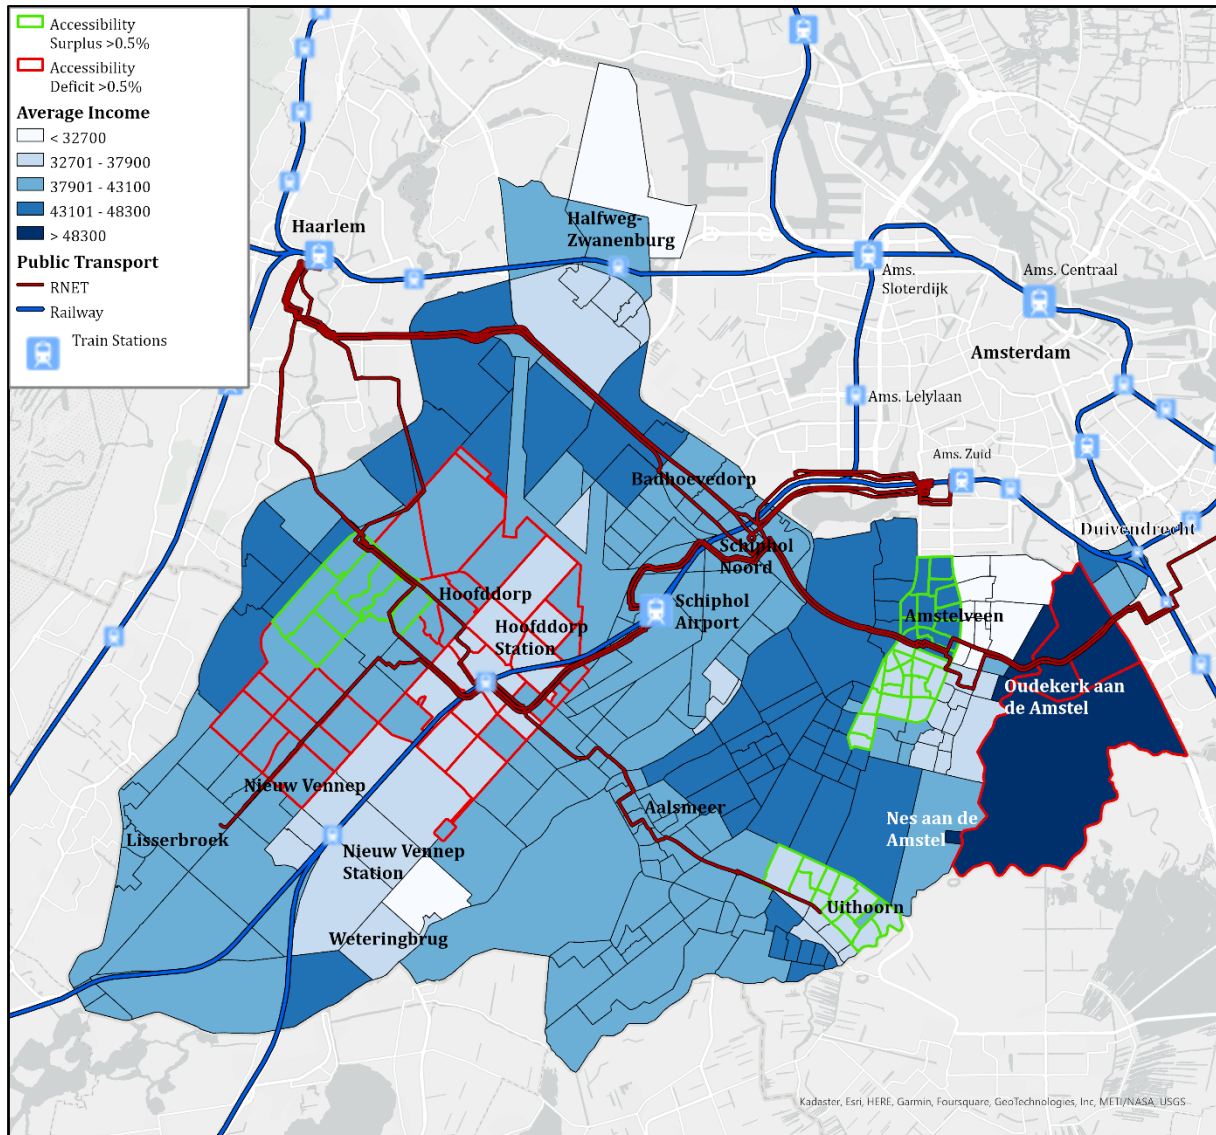 Accessibility
Surplus >0.5%
Accessibility
Deficit >0.5%
Average Income
< 32700
32701 - 37900
37901 - 43100
43101 - 48300
> 48300
Public Transport
RNET
Railway
Train Stations
Haarlem
Halfweg-
Zwanenburg
Ams.
Sloterdijk
Ams. Centraal
Amsterdam
Ams. Lelylaan
Ams. Zuid
Badhoevedorp
Duivendrecht
Schiphol
Noord
Hoofddorp
Schiphol
Airport
Amstelveen
Hoofddorp
Station
Oudekerk aan
de Amstel
Nieuw Vennep
Aalsmeer
Lisserbroek
Nes aan de
Amstel
Nieuw Vennep
Station
Uithoorn
Weteringbrug
Kadaster, Esri, HERE, Garmin, Foursquare, GeoTechnologies, Inc, METI/NASA, USGS